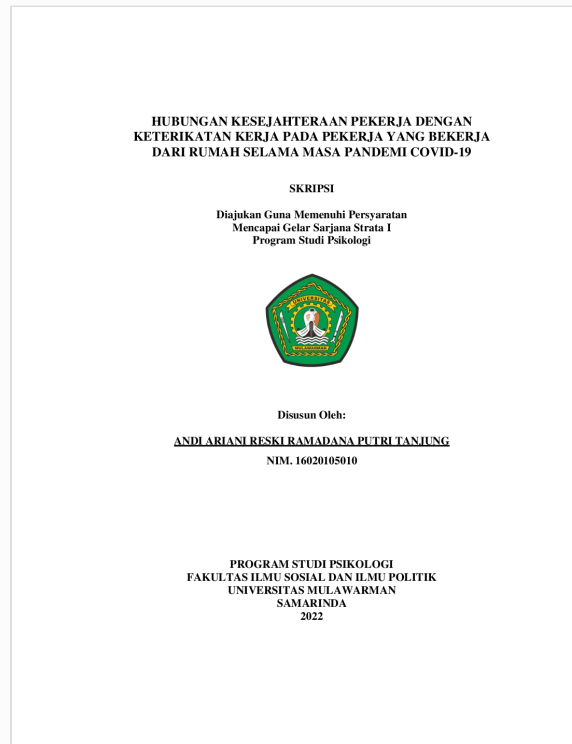 HUBUNGAN KESEJAHTERAAN PEKERJA DENGAN
KETERIKATAN KERJA PADA PEKERJA YANG BEKERJA
DARI RUMAH SELAMA MASA PANDEMI COVID-19
SKRIPSI
Diajukan Guna Memenuhi Persyaratan
Mencapai Gelar Sarjana Strata I
Program Studi Psikologi
UNIVERSITAS
MULAWARMAN
Disusun Oleh:
ANDI ARIANI RESKI RAMADANA PUTRI TANJUNG
NIM. 16020105010
PROGRAM STUDI PSIKOLOGI
FAKULTAS ILMU SOSIAL DAN ILMU POLITIK
UNIVERSITAS MULAWARMAN
SAMARINDA
2022